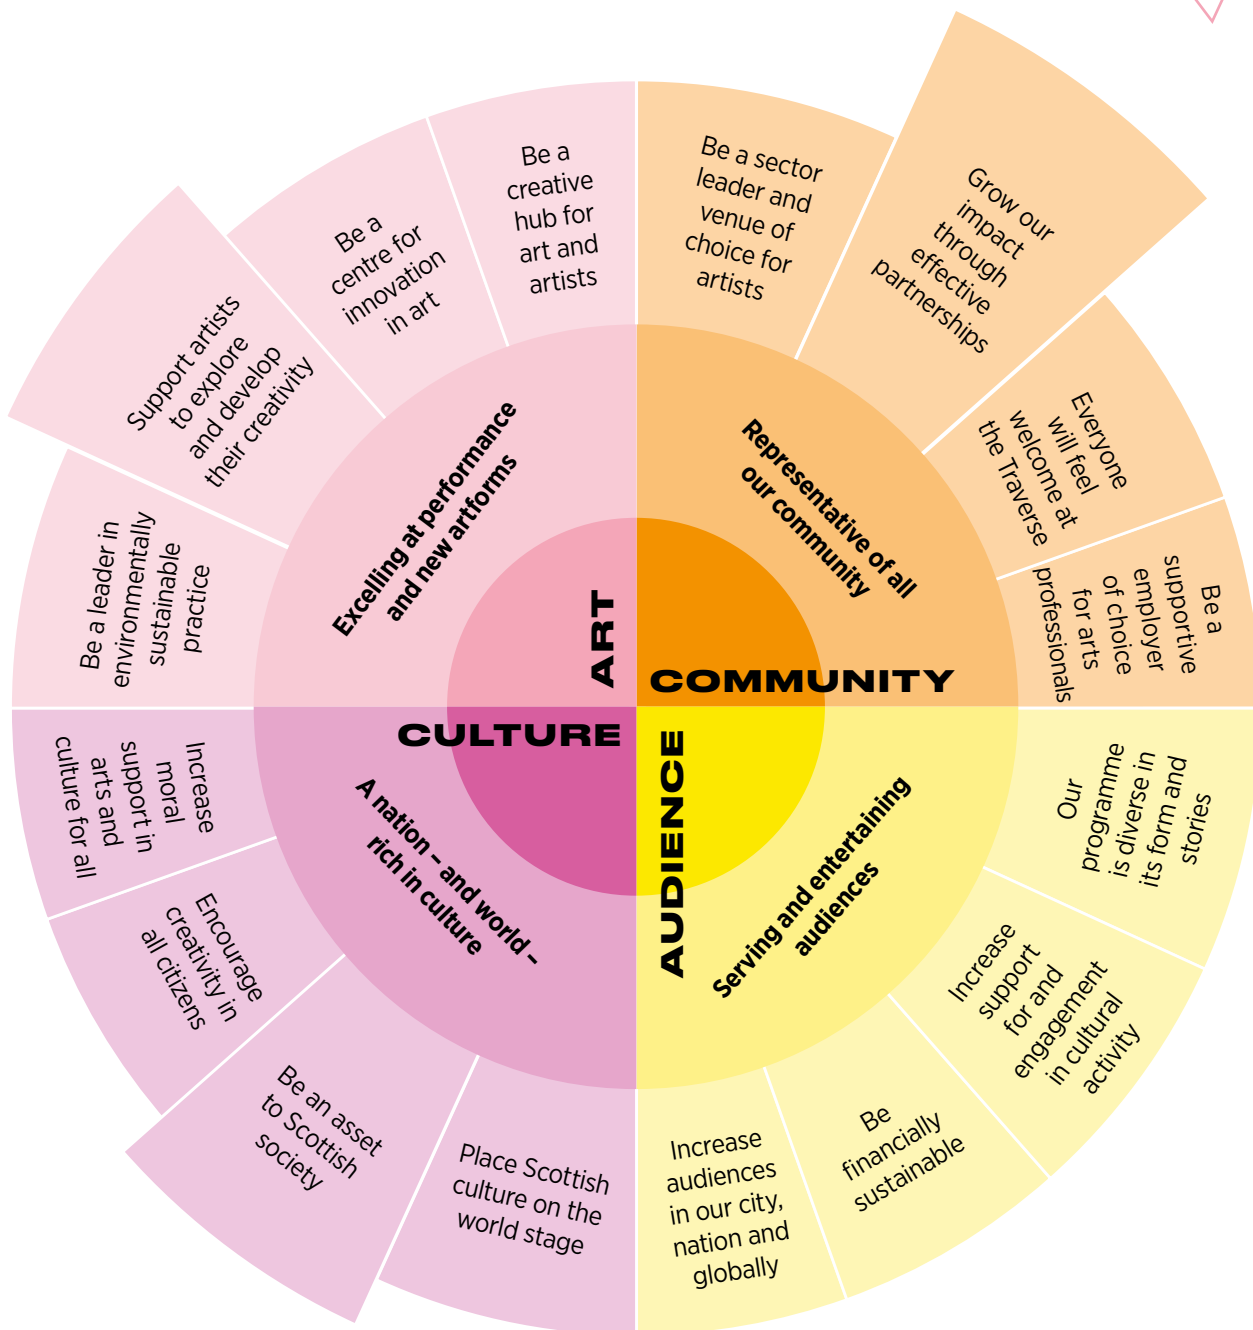 ART
Excelling at performance
and new artforms
Be a leader in
environmentally
sustainable
practice
Support artists
to explore
and develop
their creativity
Be a
centre for
innovation
in art
Be a
creative
hub for
art and
artists
COMMUNITY
Representative of all
our community
Be a sector
leader and
venue of
choice for
artists
Grow our
impact
through
effective
partnerships
Everyone
will feel
welcome at
the Traverse
Be a
supportive
employer
of choice
for arts
professionals
AUDIENCE
Serving and entertaining
audiences
Our
programme
is diverse in
its form and
stories
Increase
support
for and
engagement
in cultural
activity
Be
financially
sustainable
Increase
audiences
in our city,
nation and
globally
CULTURE
A nation – and world –
rich in culture
Place Scottish
culture on the
world stage
Be an asset
to Scottish
society
Encourage
creativity in
all citizens
Increase
moral
support in
arts and
culture for all